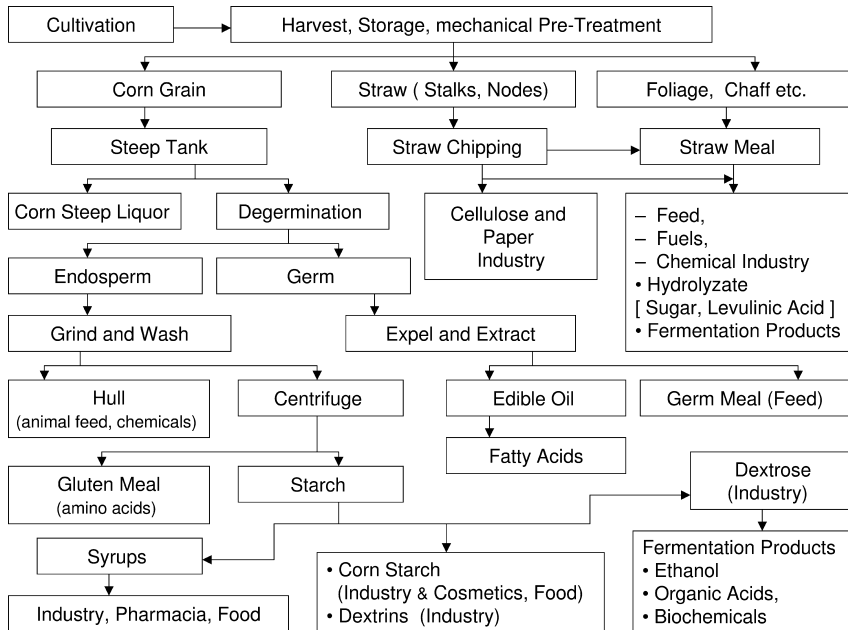 Cultivation
Harvest, Storage, mechanical Pre-Treatment
Corn Grain
Straw ( Stalks, Nodes)
Foliage, Chaff etc.
Steep Tank
Straw Chipping
Straw Meal
Corn Steep Liquor
Degermination
Cellulose and
Paper
Industry
– Feed,
– Fuels,
– Chemical Industry
• Hydrolyzate
[ Sugar, Levulinic Acid ]
• Fermentation Products
Endosperm
Germ
Grind and Wash
Expel and Extract
Hull
(animal feed, chemicals)
Centrifuge
Edible Oil
Germ Meal (Feed)
Fatty Acids
Gluten Meal
(amino acids)
Starch
Dextrose
(Industry)
Syrups
• Corn Starch
(Industry & Cosmetics, Food)
• Dextrins (Industry)
Fermentation Products
• Ethanol
• Organic Acids,
• Biochemicals
Industry, Pharmacia, Food